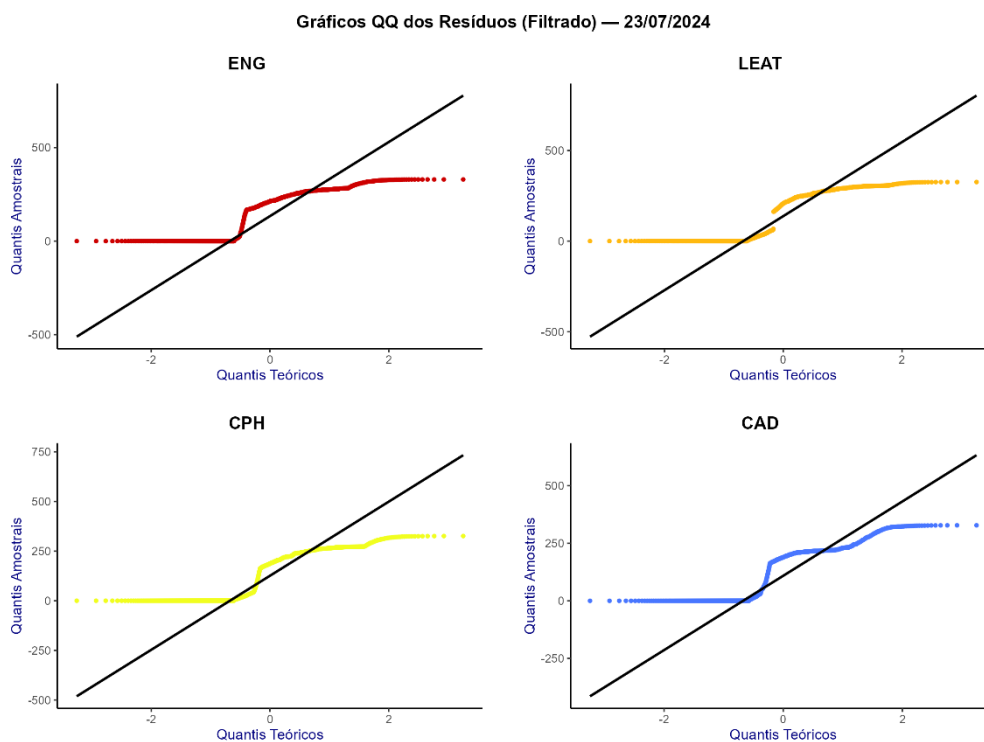 Gráficos QQ dos Resíduos (Filtrado) — 23/07/2024
ENG
Quantis Amostrais
500
0
-500
-2
0
2
Quantis Teóricos
LEAT
Quantis Amostrais
500
0
-500
-2
0
2
Quantis Teóricos
CPH
Quantis Amostrais
750
500
250
0
-250
-500
-2
0
2
Quantis Teóricos
CAD
Quantis Amostrais
500
250
0
-250
-2
0
2
Quantis Teóricos